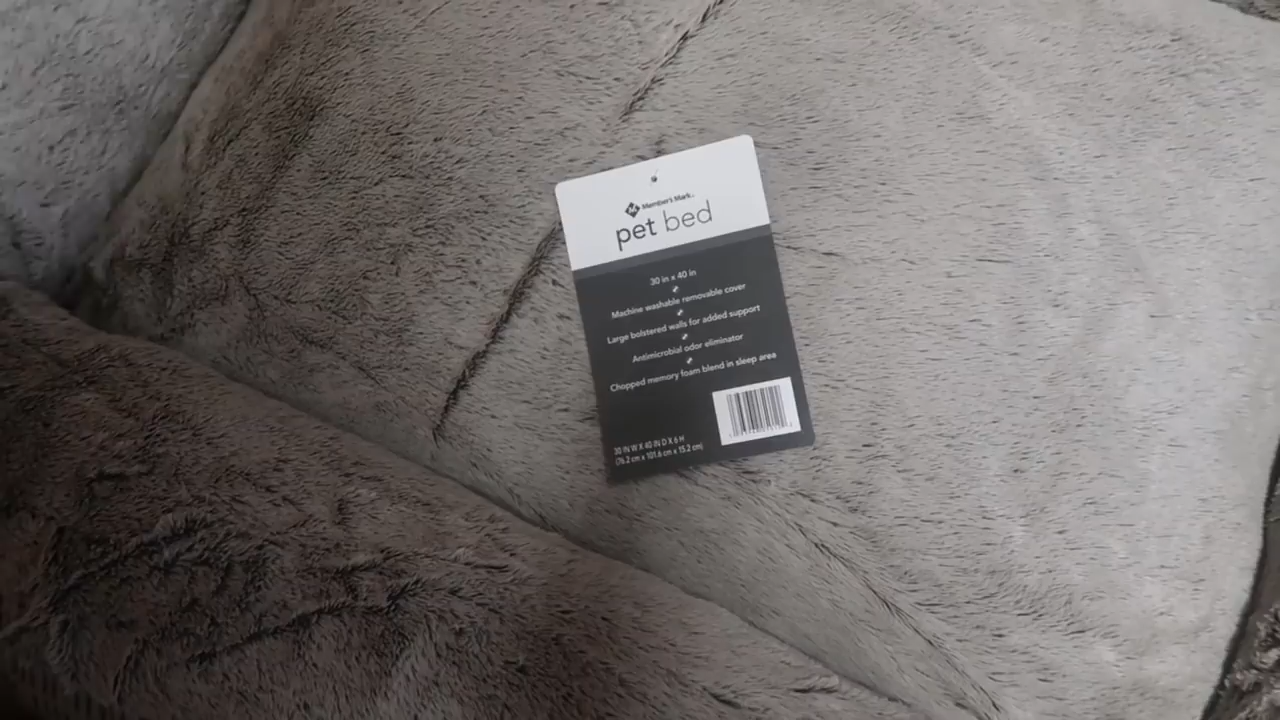 Member's Mark
pet bed
30 in x 40 in
Machine washable removable cover
Large bolstered walls for added support
Antimicrobial odor eliminator
Chopped memory foam blend in sleep area
30 IN W X 40 IN D X 6 H
(76.2 cm x 101.6 cm x 15.2 cm)